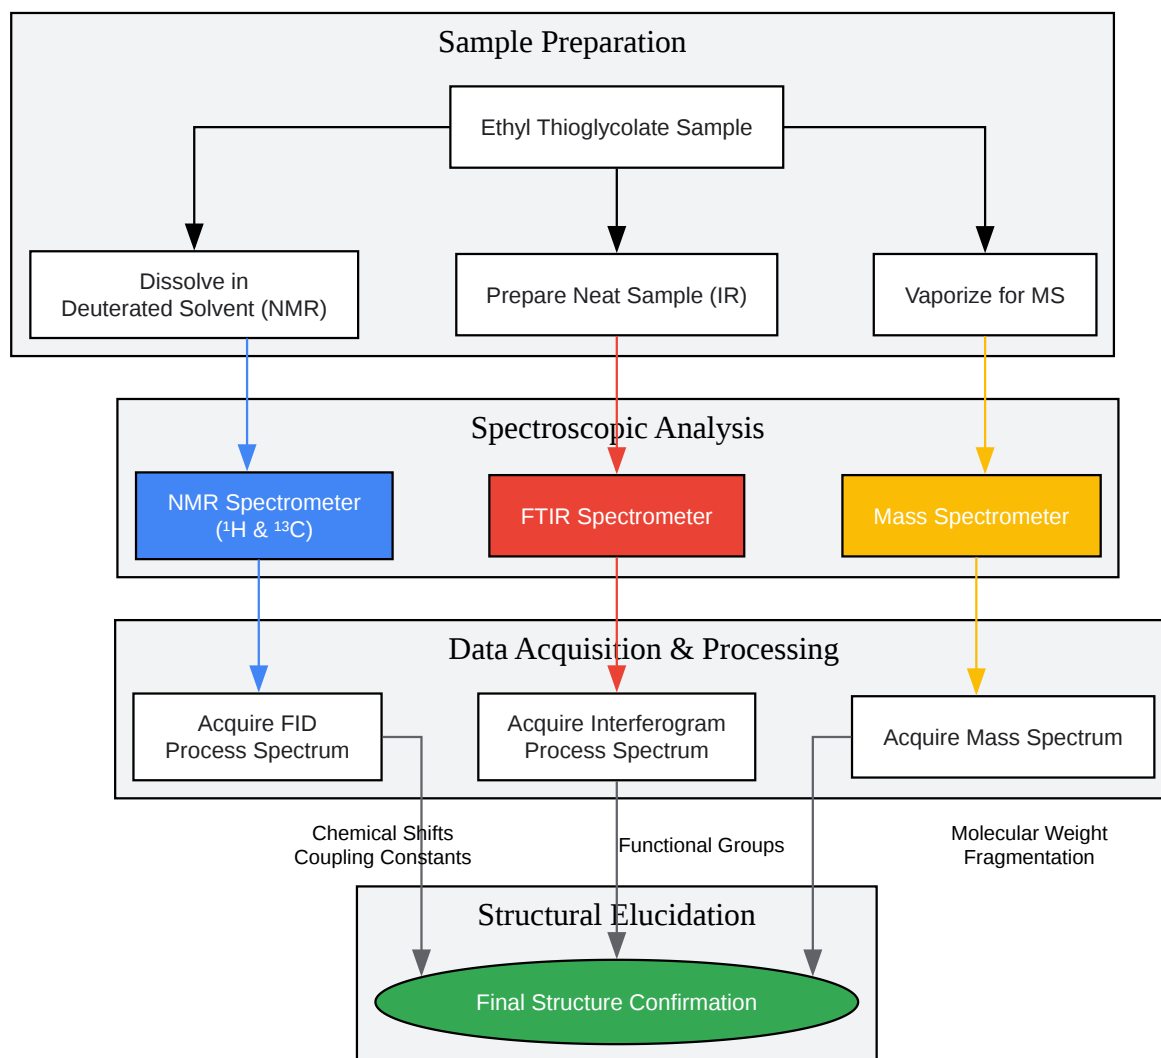 Sample Preparation
Ethyl Thioglycolate Sample
Dissolve in
Deuterated Solvent (NMR)
Prepare Neat Sample (IR)
Vaporize for MS
Spectroscopic Analysis
NMR Spectrometer
(¹H & ¹³C)
FTIR Spectrometer
Mass Spectrometer
Data Acquisition & Processing
Acquire FID
Process Spectrum
Acquire Interferogram
Process Spectrum
Acquire Mass Spectrum
Chemical Shifts
Coupling Constants
Functional Groups
Molecular Weight
Fragmentation
Structural Elucidation
Final Structure Confirmation